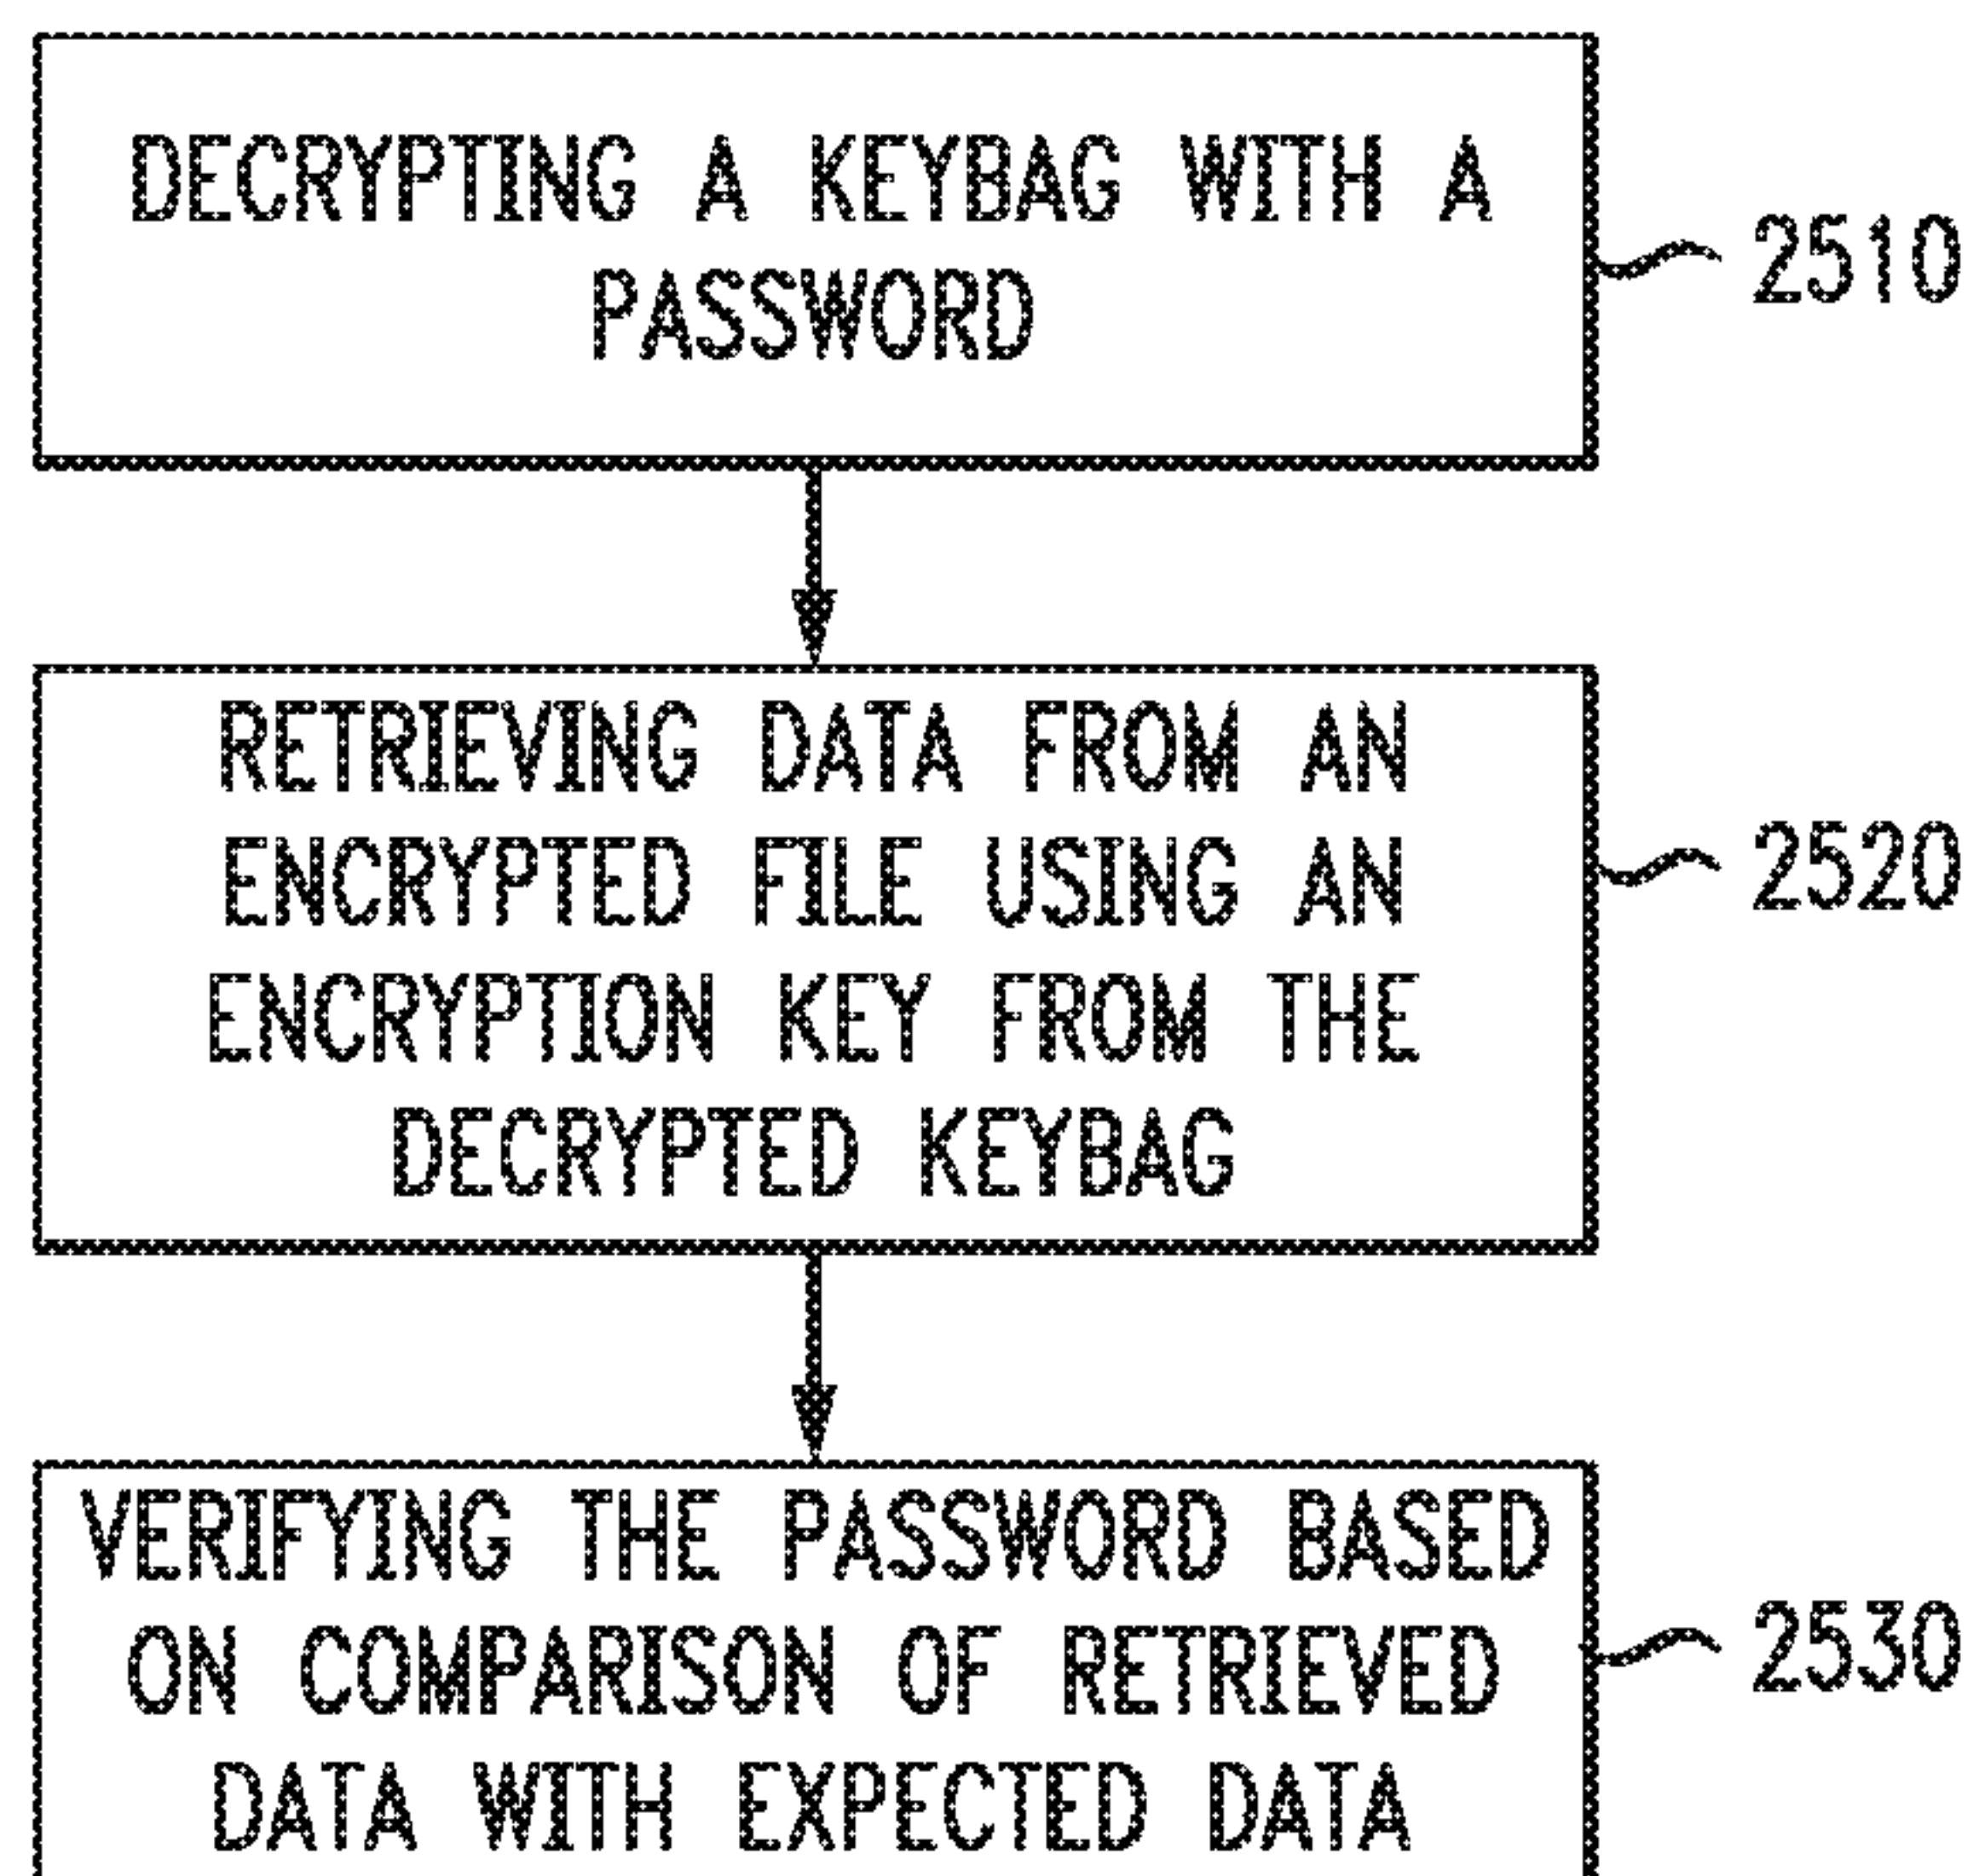 DECRYPTING A KEYBAG WITH A
PASSWORD
2510
RETRIEVING DATA FROM AN
ENCRYPTED FILE USING AN
ENCRYPTION KEY FROM THE
DECRYPTED KEYBAG
2520
VERIFYING THE PASSWORD BASED
ON COMPARISON OF RETRIEVED
DATA WITH EXPECTED DATA
2530